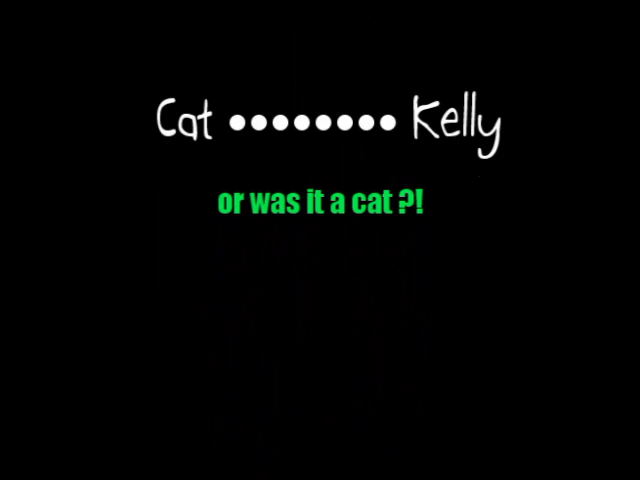 Cat •••••••• Kelly
or was it a cat ?!